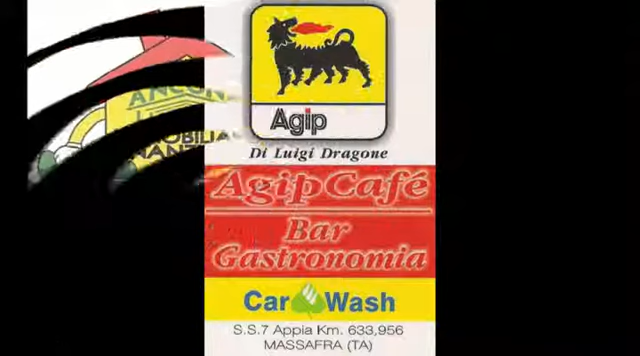 Agip
Di Luigi Dragone
AgipCafé
Bar
Gastronomia
Car Wash
S.S.7 Appia Km. 633,956
MASSAFRA (TA)